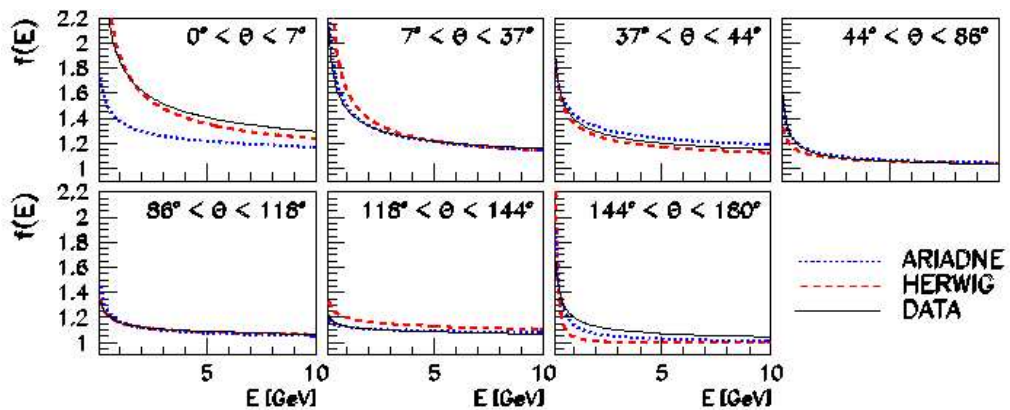 f(E)
2.2
2
1.8
1.6
1.4
1.2
1
0° < Θ < 7°
7° < Θ < 37°
37° < Θ < 44°
44° < Θ < 86°
f(E)
2.2
2
1.8
1.6
1.4
1.2
1
86° < Θ < 118°
118° < Θ < 144°
144° < Θ < 180°
ARIADNE
HERWIG
DATA
5 10 5 10 5 10
E [GeV] E [GeV] E [GeV]